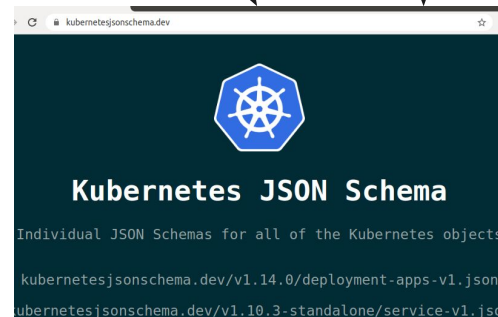 kubernetesjsonschema.dev
Kubernetes JSON Schema
Individual JSON Schemas for all of the Kubernetes objects
kubernetesjsonschema.dev/v1.14.0/deployment-apps-v1.json
kubernetesjsonschema.dev/v1.10.3-standalone/service-v1.jso